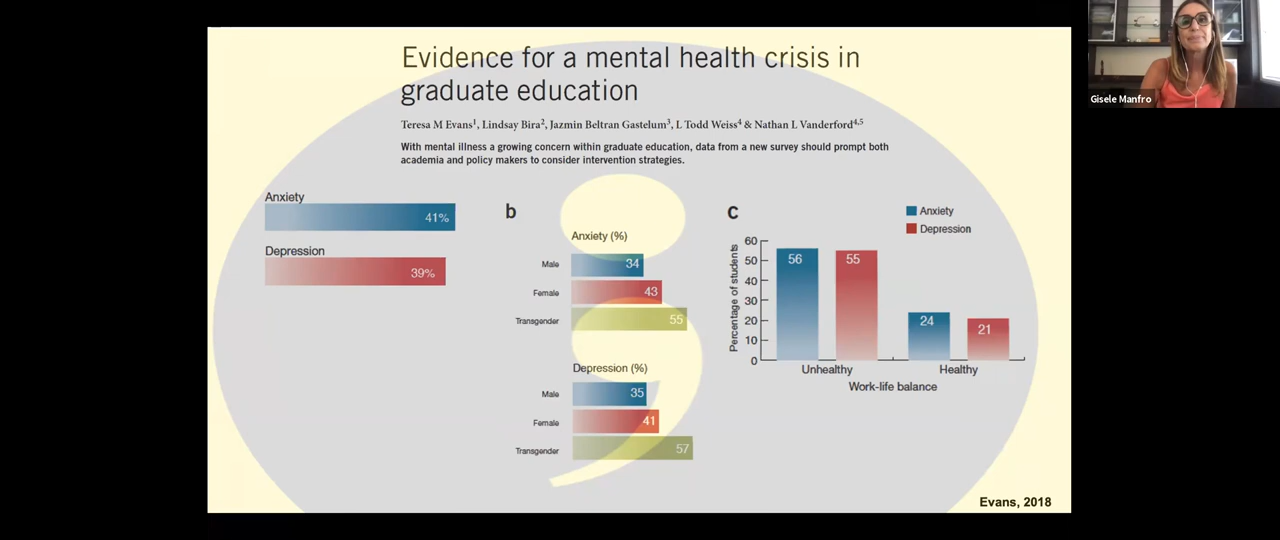 Evidence for a mental health crisis in
graduate education
Teresa M Evans1, Lindsay Bira2, Jazmin Beltran Gastelum3, L Todd Weiss4 & Nathan L Vanderford4,5
With mental illness a growing concern within graduate education, data from a new survey should prompt both
academia and policy makers to consider intervention strategies.
Anxiety
41%
Depression
39%
b
Anxiety (%)
Male 34
Female 43
Transgender 55
Depression (%)
Male 35
Female 41
Transgender 57
c
Anxiety
Depression
Percentage of students
60
50
40
30
20
10
0
56
55
24
21
Unhealthy
Healthy
Work-life balance
Evans, 2018
Gisele Manfro